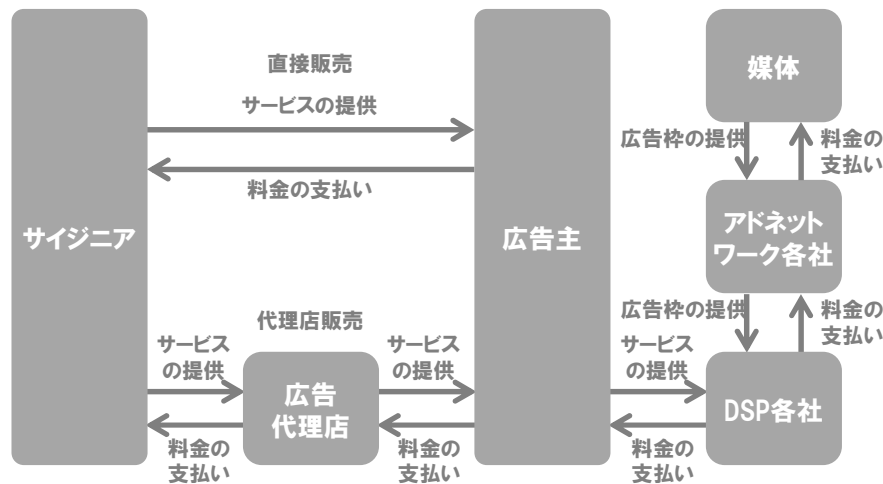 直接販売
サービスの提供
料金の支払い
サイジニア
代理店販売
サービス
の提供
広告
代理店
料金の
支払い
サービス
の提供
料金の
支払い
広告主
サービス
の提供
料金の
支払い
媒体
広告枠の提供
料金の
支払い
アドネット
ワーク各社
広告枠の提供
料金の
支払い
DSP各社